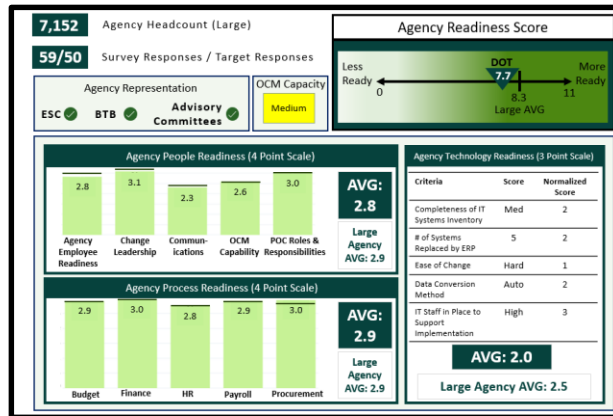 7,152 Agency Headcount (Large)
59/50 Survey Responses / Target Responses
Agency Representation
ESC BTB Advisory
Committees
OCM Capacity
Medium
Agency Readiness Score
Less
Ready
DOT
7.7
More
Ready
0
8.3
11
Large AVG
Agency People Readiness (4 Point Scale)
2.8 3.1 2.3 2.6 3.0
Agency
Employee
Readiness
Change
Leadership
Commun-
ications
OCM
Capability
POC Roles &
Responsibilities
AVG:
2.8
Large
Agency
AVG: 2.9
Agency Process Readiness (4 Point Scale)
2.9 3.0 2.8 2.9 3.0
Budget Finance HR Payroll Procurement
AVG:
2.9
Large
Agency
AVG: 2.9
Agency Technology Readiness (3 Point Scale)
Criteria Score Normalized
Score
Completeness of IT
Systems Inventory
Med 2
# of Systems
Replaced by ERP
5 2
Ease of Change Hard 1
Data Conversion
Method
Auto 2
IT Staff in Place to
Support
Implementation
High 3
AVG: 2.0
Large Agency AVG: 2.5